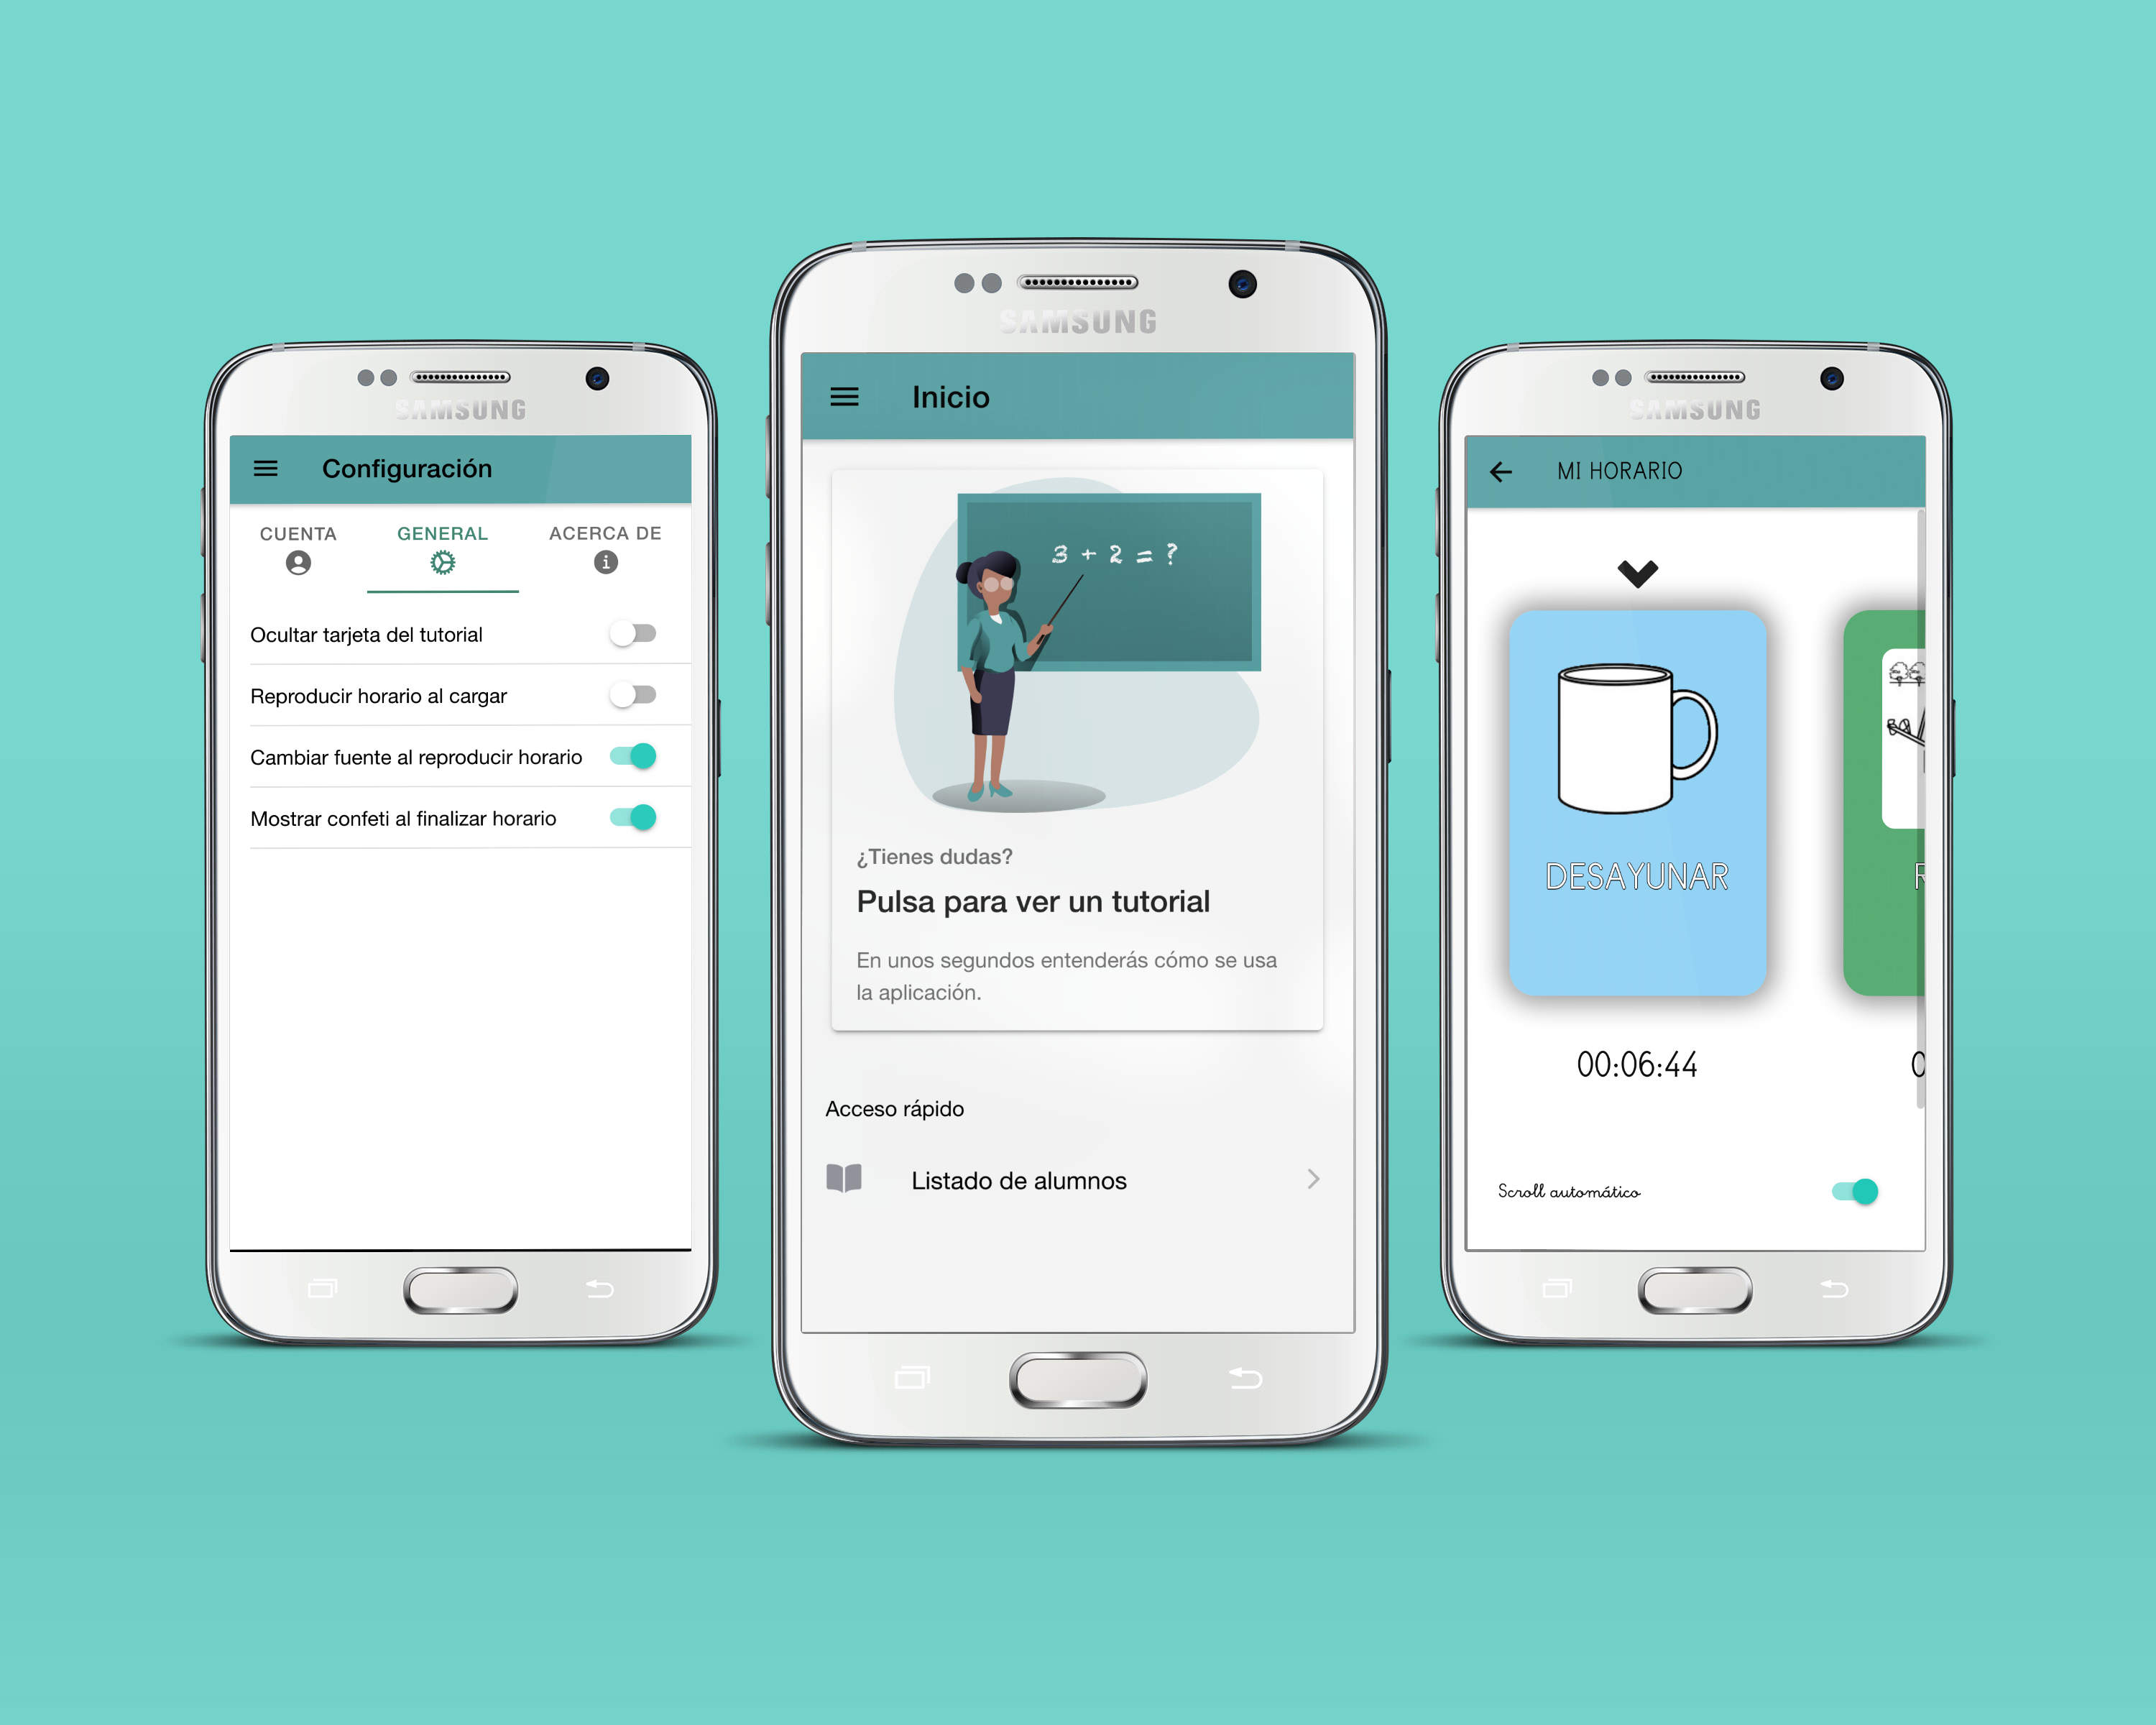 SAMSUNG
Configuración
CUENTA
GENERAL
ACERCA DE
Ocultar tarjeta del tutorial
Reproducir horario al cargar
Cambiar fuente al reproducir horario
Mostrar confeti al finalizar horario
SAMSUNG
Inicio
3 + 2 = ?
¿Tienes dudas?
Pulsa para ver un tutorial
En unos segundos entenderás cómo se usa
la aplicación.
Acceso rápido
Listado de alumnos
SAMSUNG
MI HORARIO
DESAYUNAR
00:06:44
Scroll automático